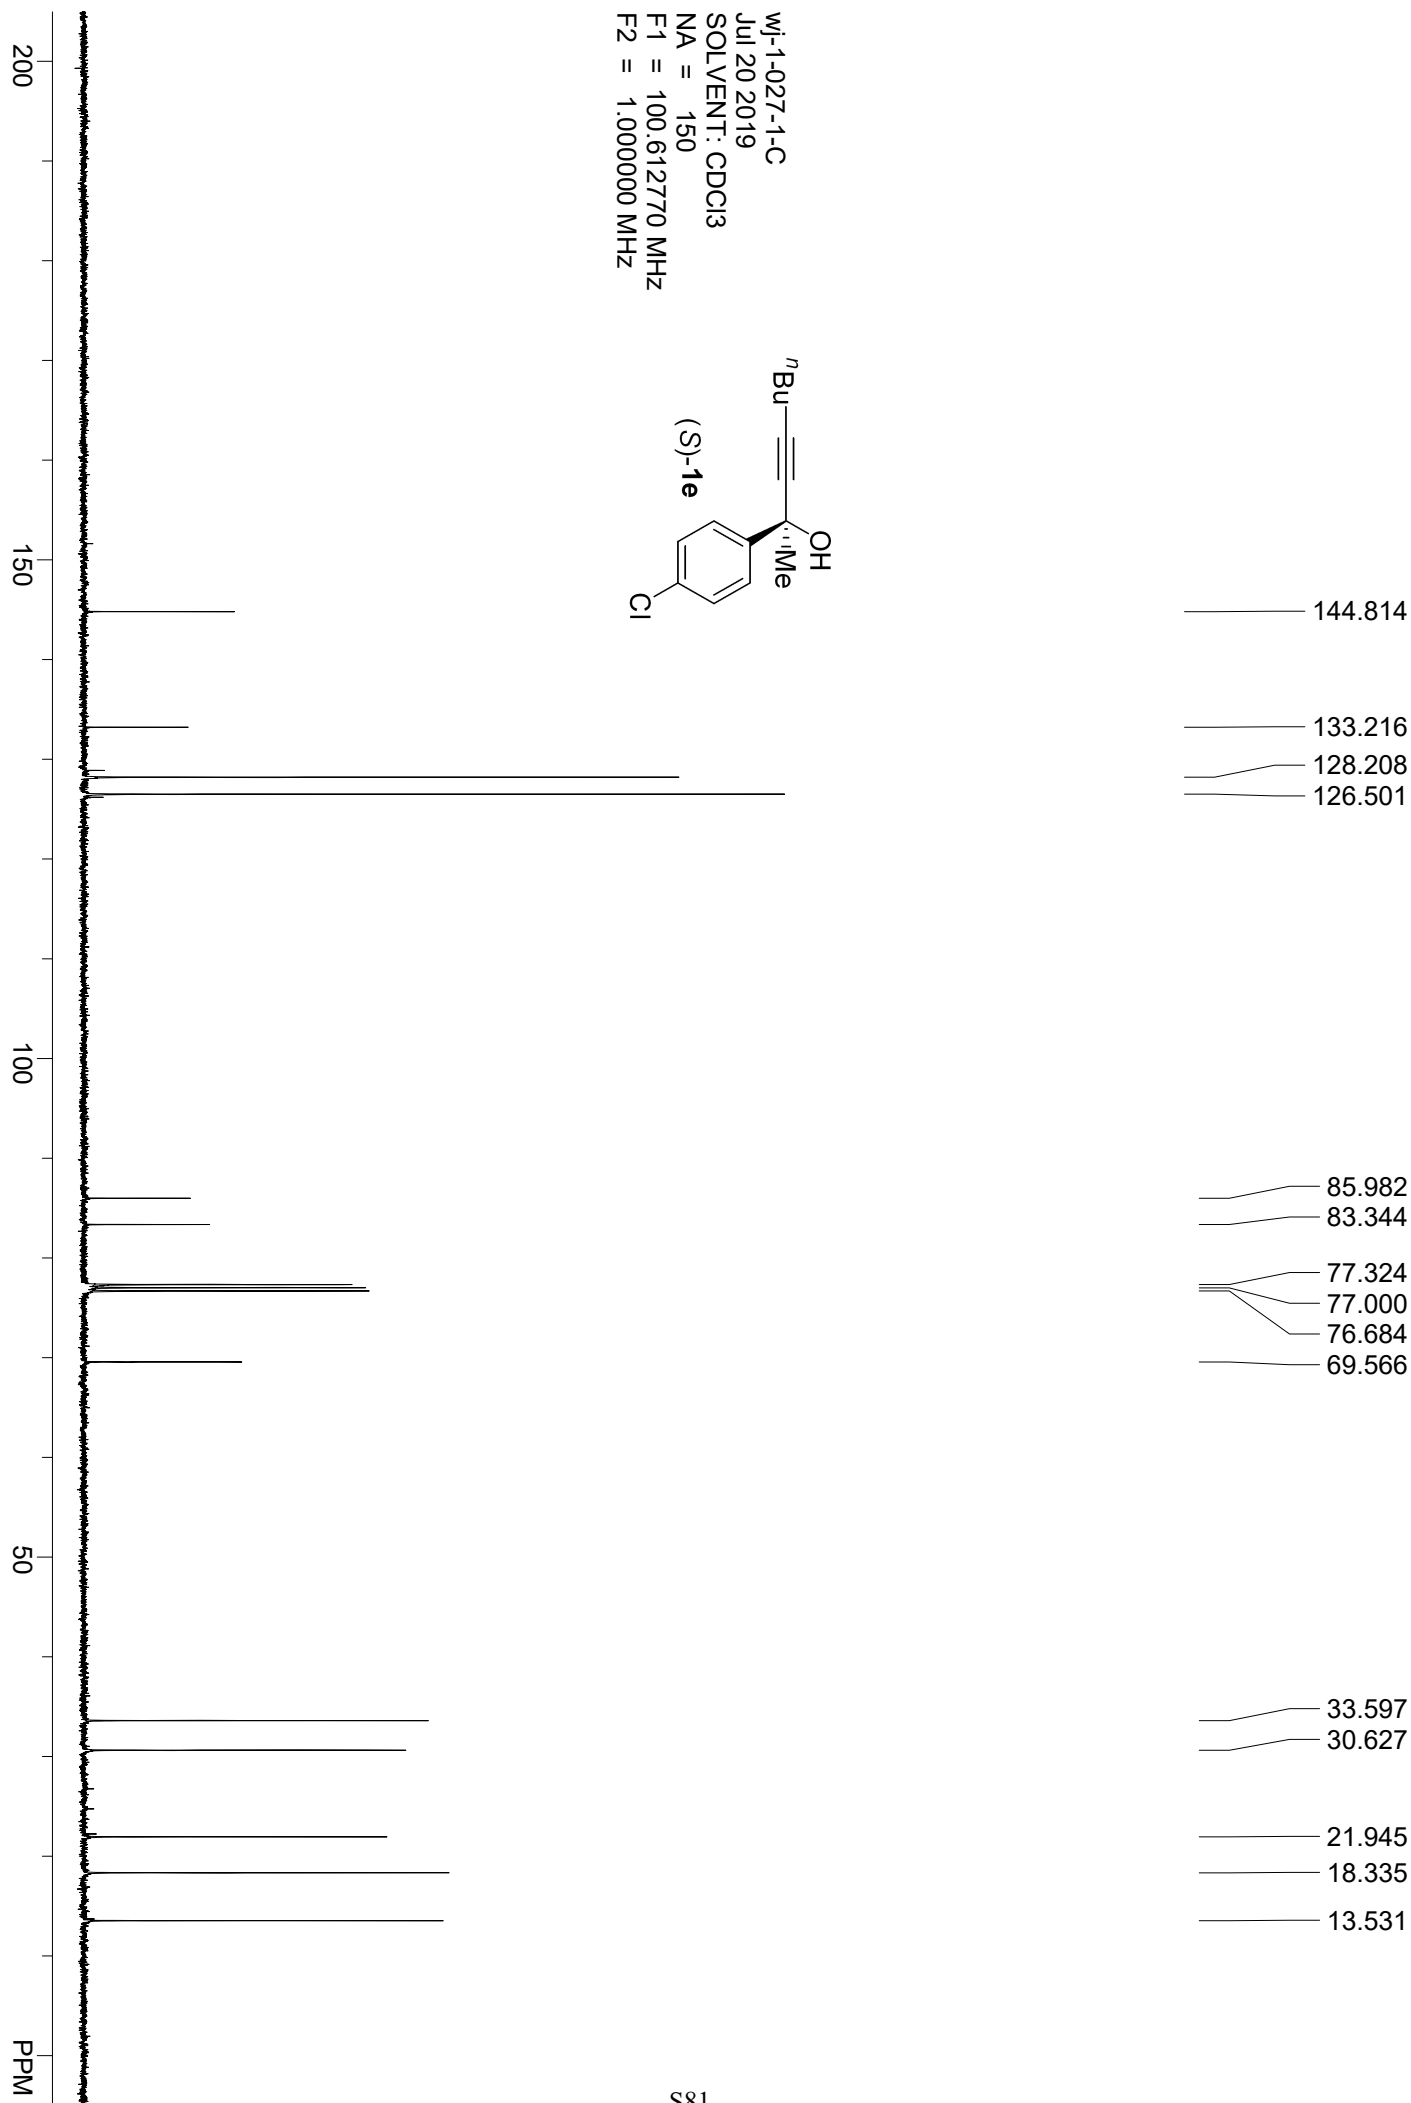 wj-1-027-1-C
Jul 20 2019
SOLVENT: CDCl3
NA = 150
F1 = 100.612770 MHz
F2 = 1.000000 MHz
OH
nBu
Me
(S)-1e
Cl
144.814
133.216
128.208
126.501
85.982
83.344
77.324
77.000
76.684
69.566
33.597
30.627
21.945
18.335
13.531
200
150
100
50
PPM
S81